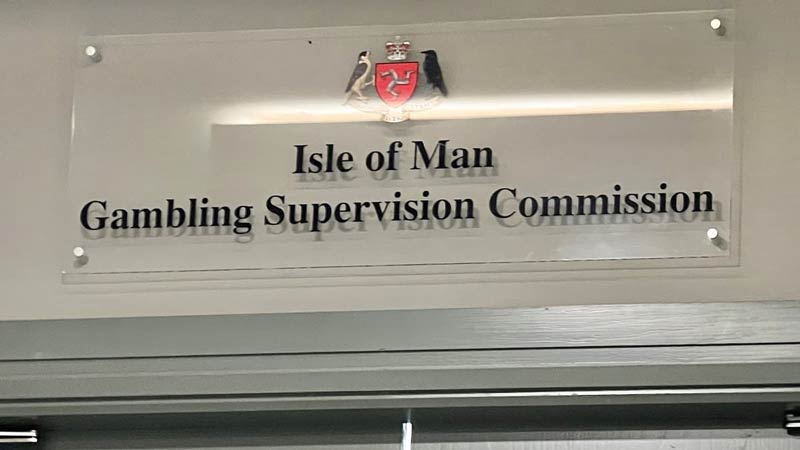 Isle of Man
Gambling Supervision Commission